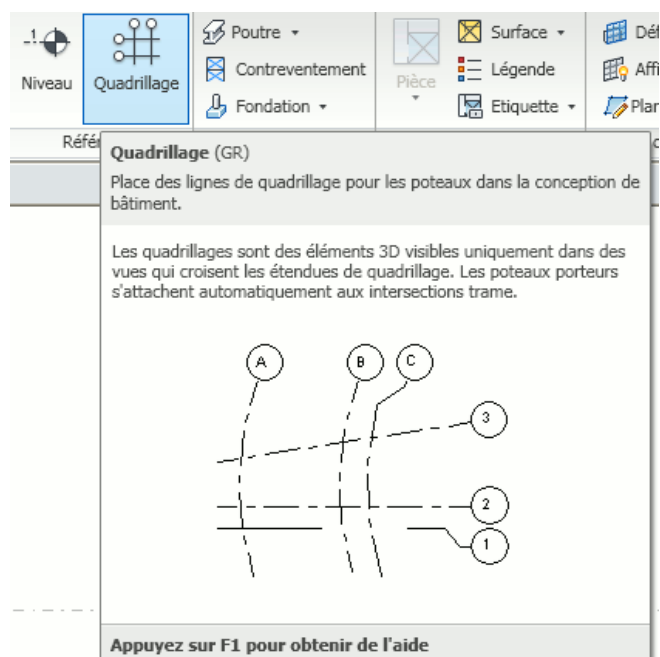 -1-
Niveau
Quadrillage
Poutre
Contreventement
Fondation
Pièce
Surface
Légende
Etiquette
Quadrillage (GR)
Place des lignes de quadrillage pour les poteaux dans la conception de
bâtiment.
Les quadrillages sont des éléments 3D visibles uniquement dans des
vues qui croisent les étendues de quadrillage. Les poteaux porteurs
s'attachent automatiquement aux intersections trame.
A B C
3
2
1
Appuyez sur F1 pour obtenir de l'aide